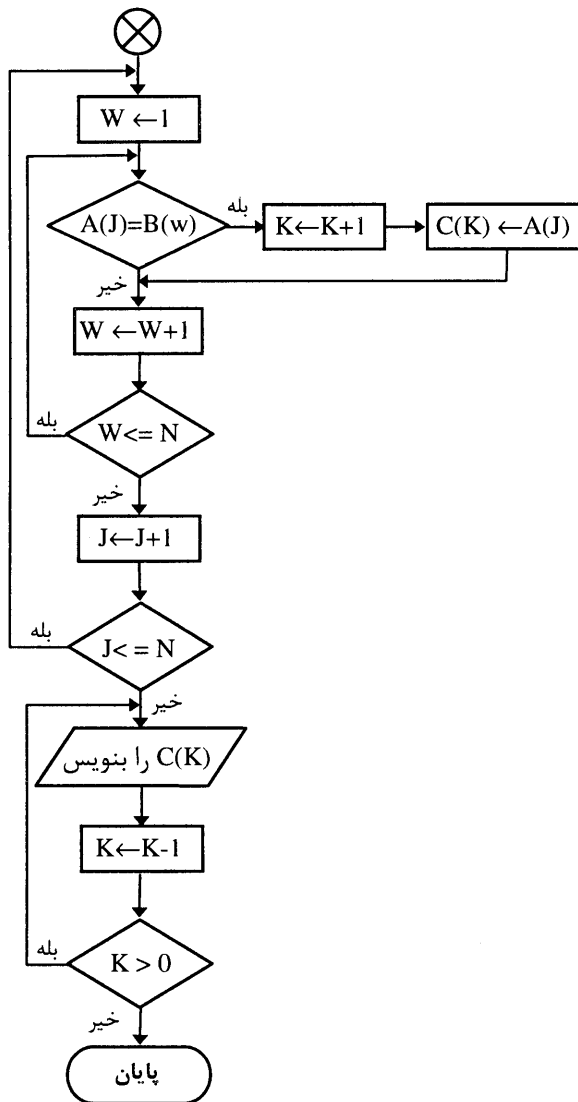 W ←1
A(J)=B(w)
بله
K←K+1
C(K) ←A(J)
خیر
W ←W+1
W<= N
بله
خیر
J←J+1
J< = N
بله
خیر
C(K) را بنویس
K←K-1
K > 0
بله
خیر
پایان